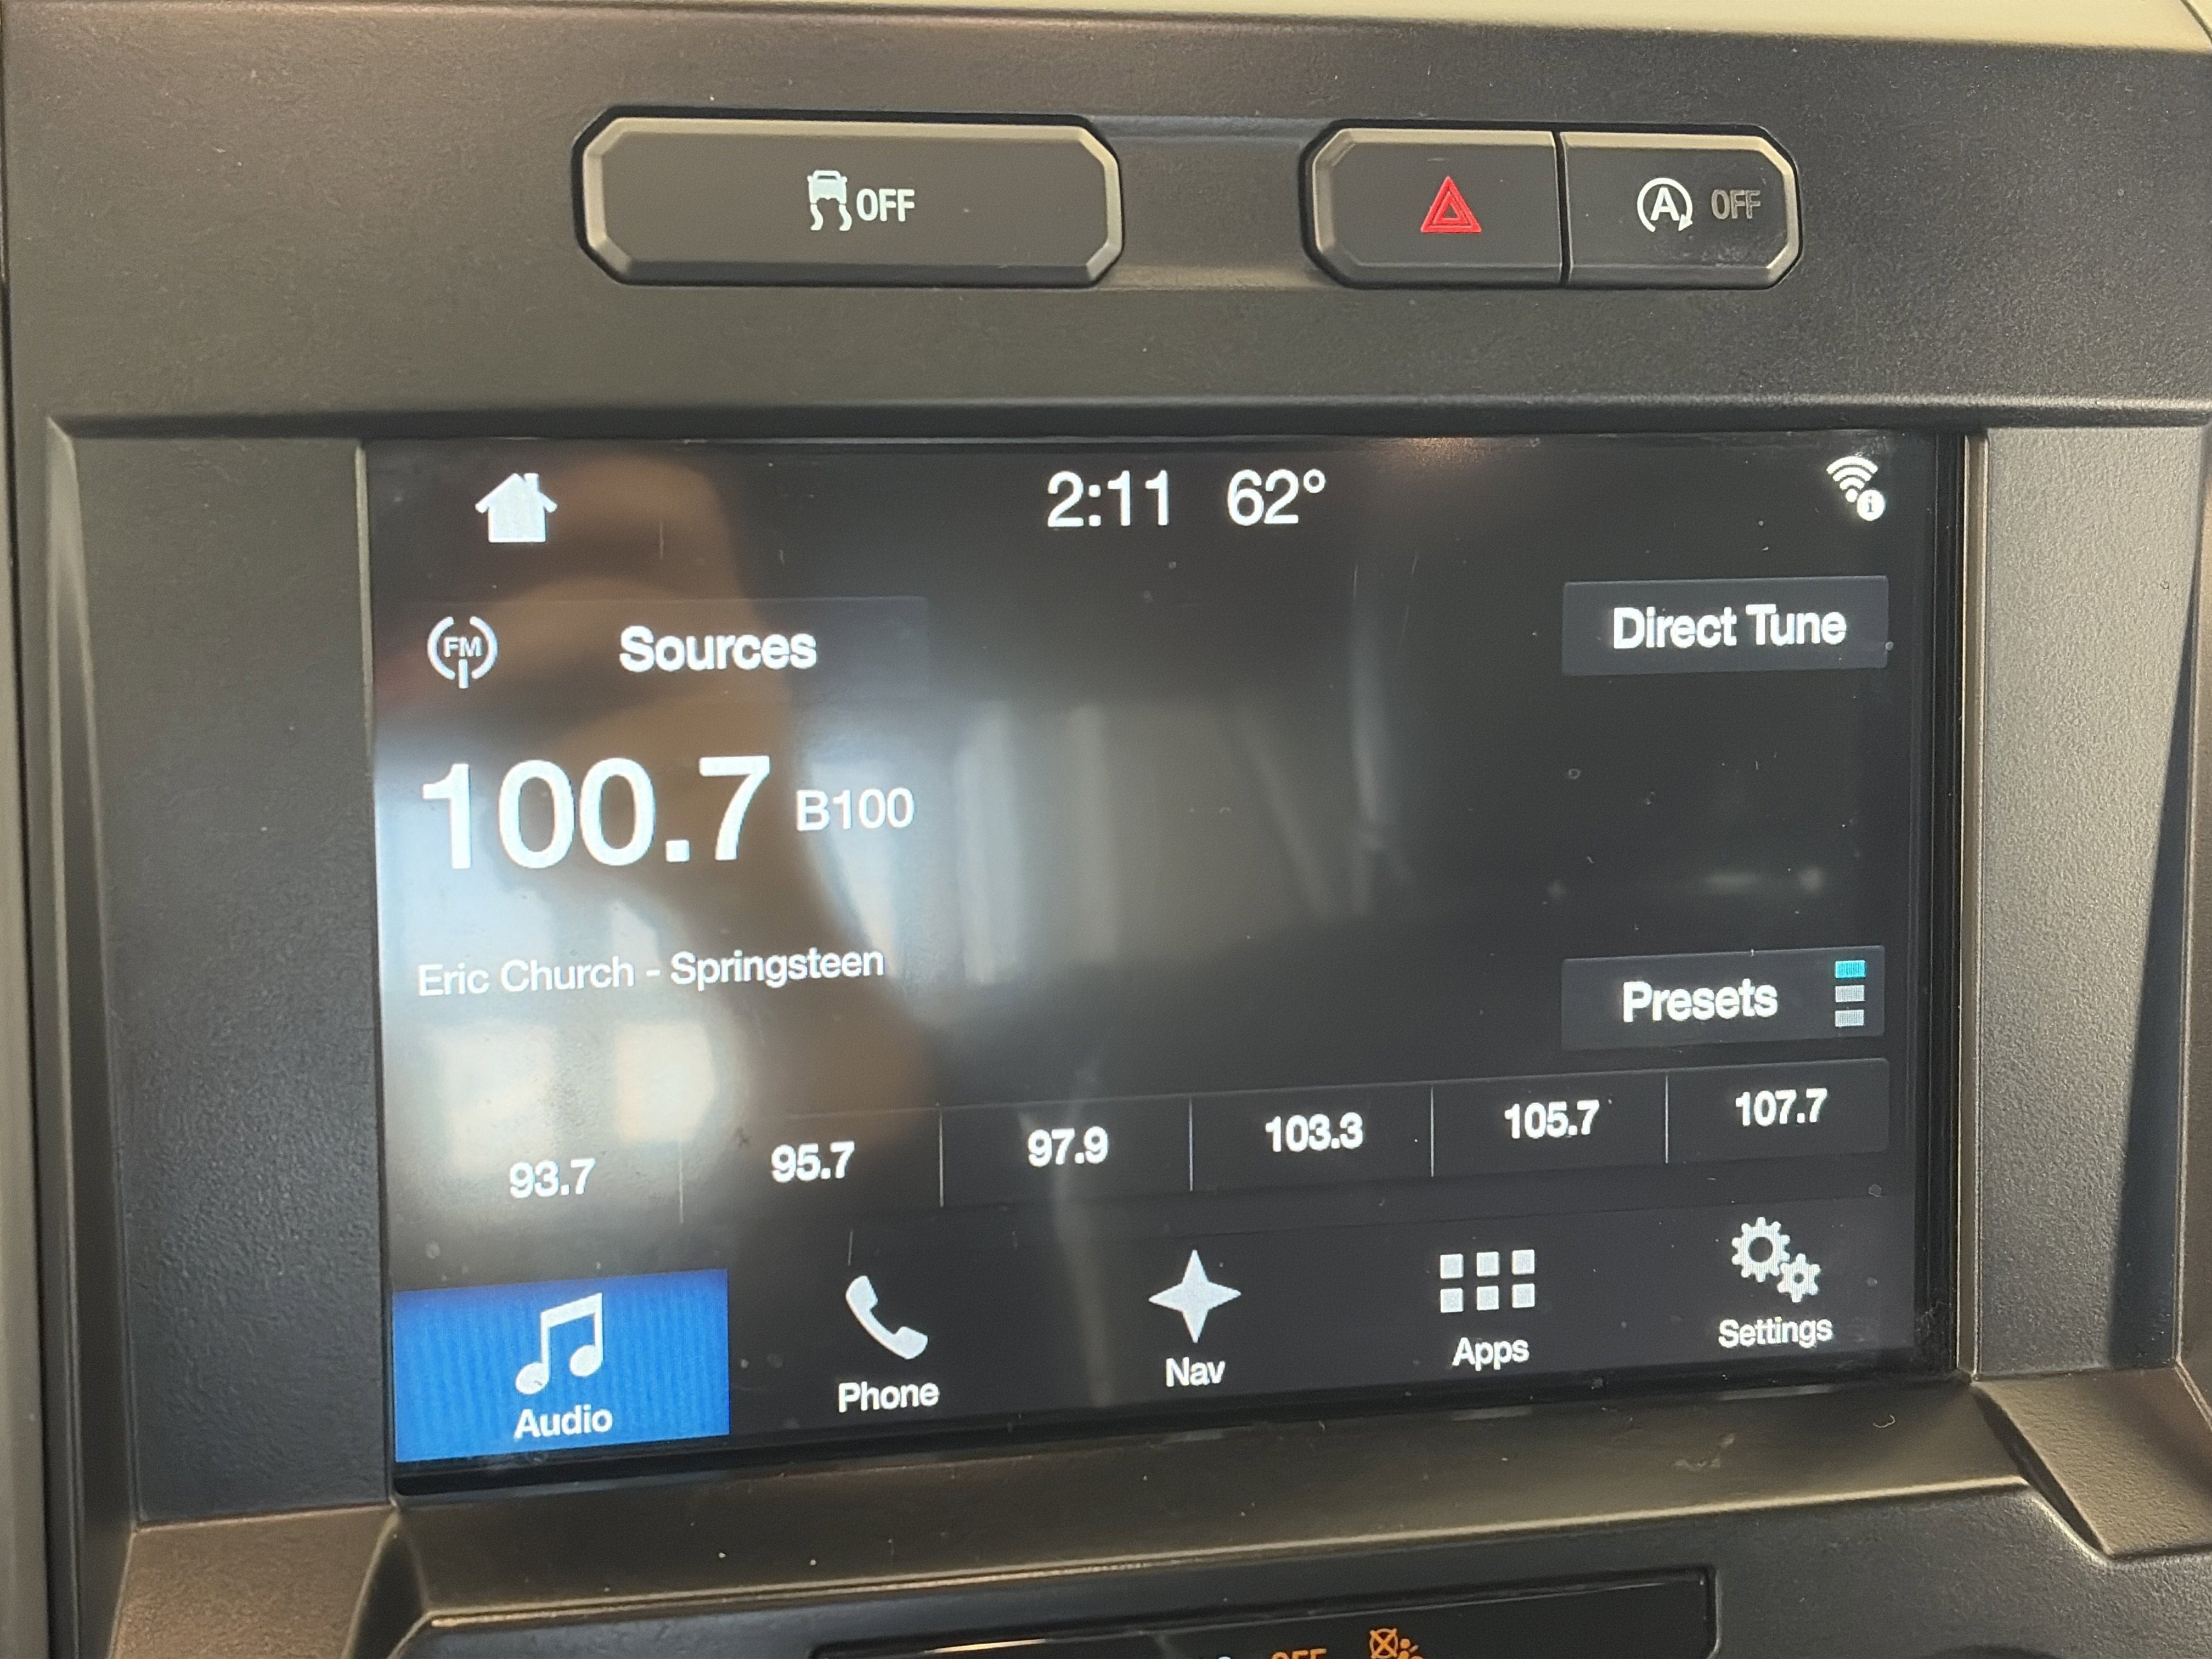 OFF
A OFF
2:11 62°
FM Sources
Direct Tune
100.7 B100
Eric Church - Springsteen
Presets
93.7 95.7 97.9 103.3 105.7 107.7
Audio Phone Nav Apps Settings
OFF